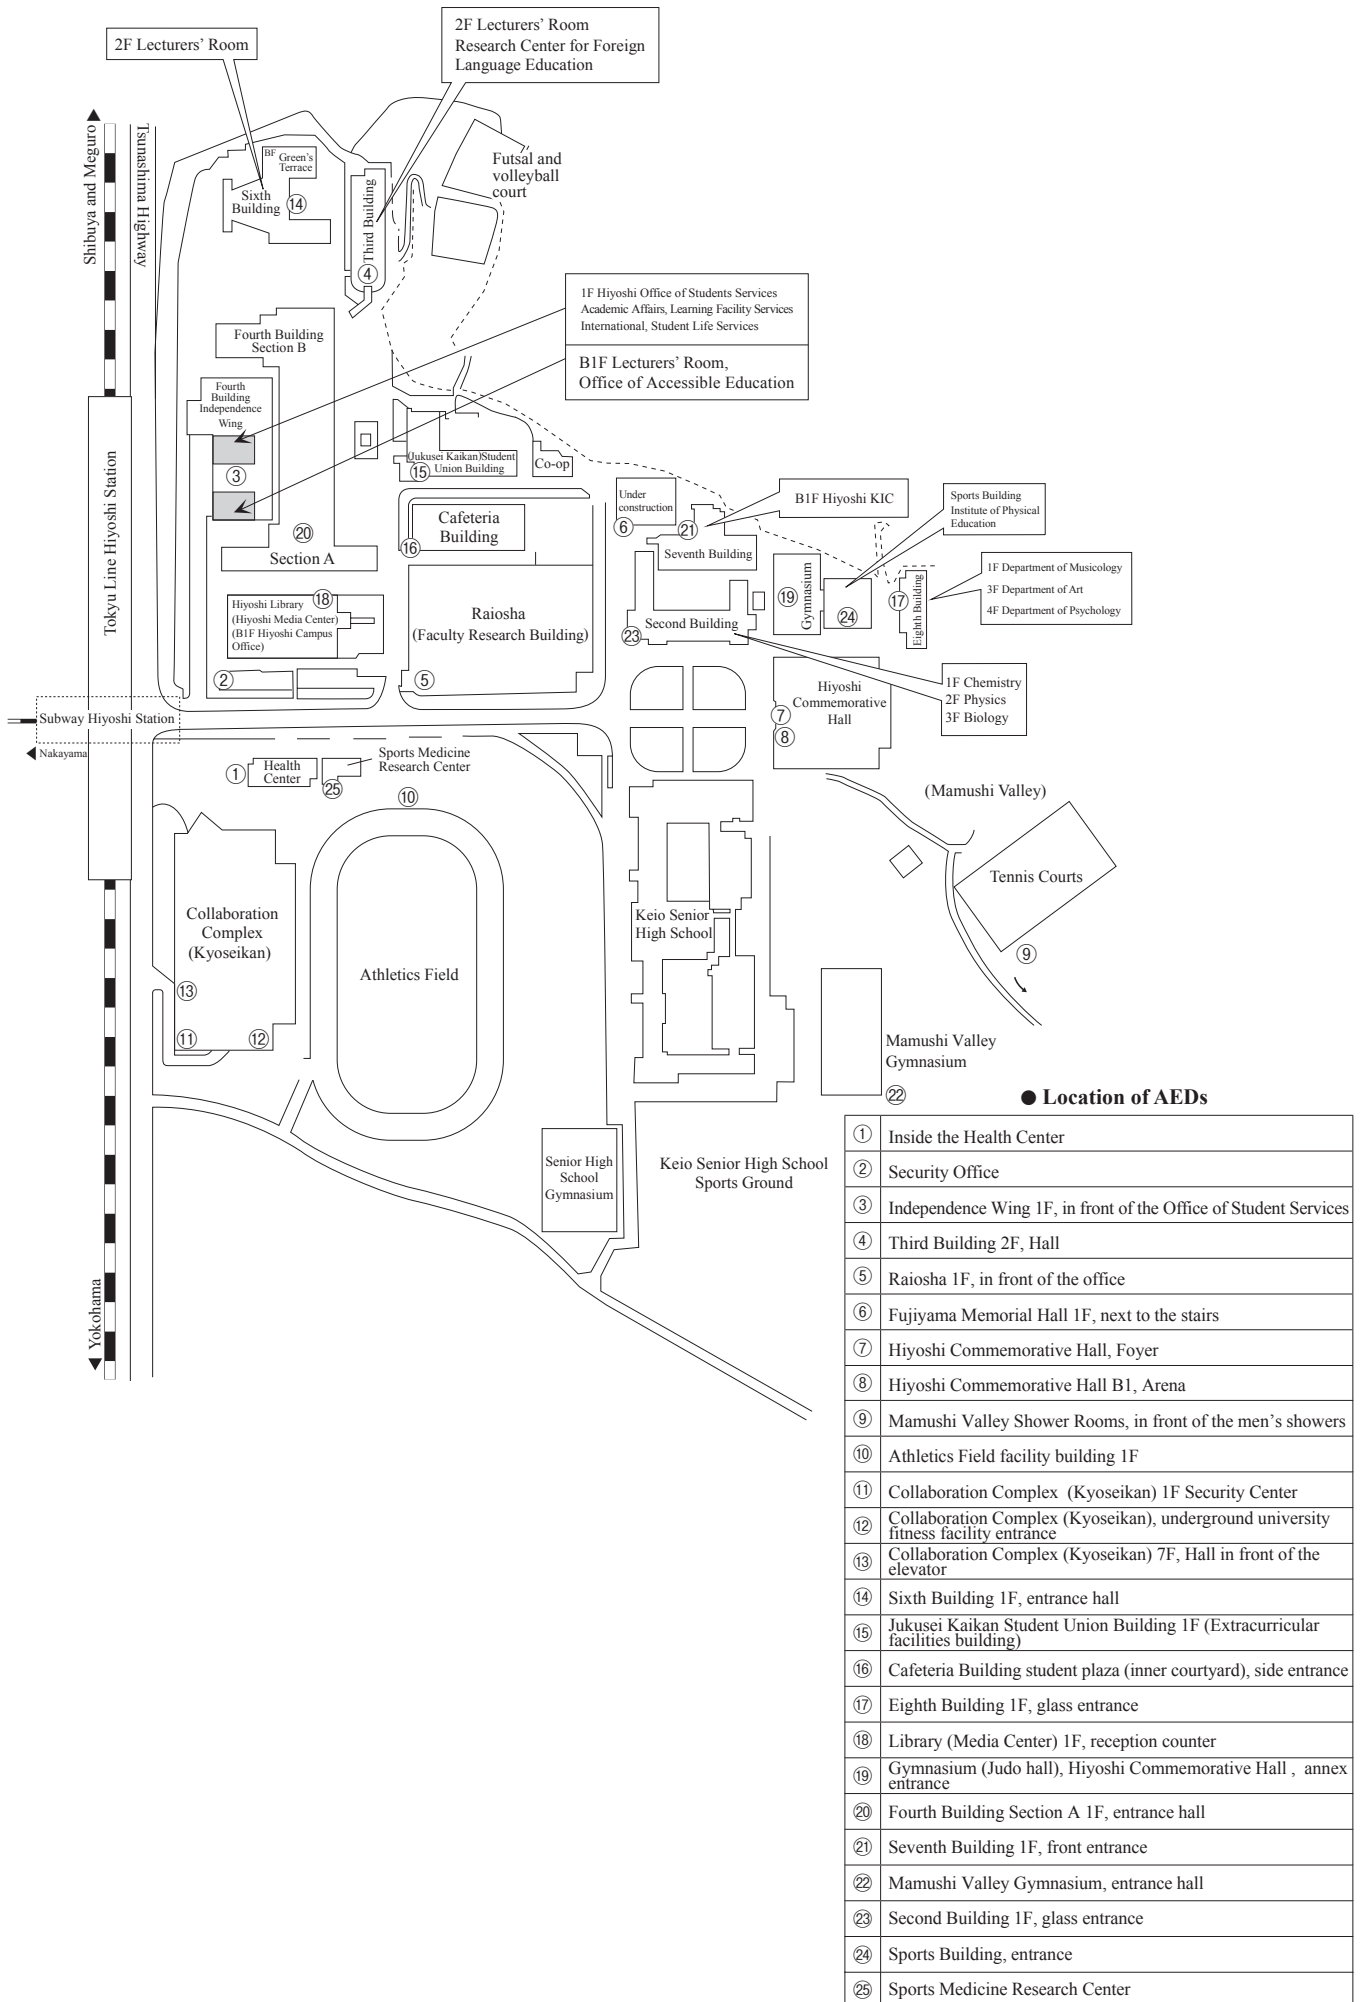 2F Lecturers' Room
2F Lecturers' Room
Research Center for Foreign
Language Education
Shibuya and Meguro
Tsunashima Highway
BF Green's
Terrace
Sixth
Building
⑭
Third Building
④
Futsal and
volleyball
court
1F Hiyoshi Office of Students Services
Academic Affairs, Learning Facility Services
International, Student Life Services
B1F Lecturers' Room,
Office of Accessible Education
Fourth Building
Section B
Fourth
Building
Independence
Wing
③
⑳
Section A
Tokyu Line Hiyoshi Station
(Jukusei Kaikan)Student
Union Building
⑮
Co-op
Cafeteria
Building
⑯
Under
construction
⑥
㉑
Seventh Building
B1F Hiyoshi KIC
Sports Building
Institute of Physical
Education
1F Department of Musicology
3F Department of Art
4F Department of Psychology
Gymnasium
⑲
㉔
⑰
Eighth Building
Hiyoshi Library
⑱
(Hiyoshi Media Center)
(B1F Hiyoshi Campus
Office)
②
Raiosha
(Faculty Research Building)
⑤
Second Building
㉓
1F Chemistry
2F Physics
3F Biology
Hiyoshi
Commemorative
Hall
⑦
⑧
Subway Hiyoshi Station
Nakayama
①
Health
Center
Sports Medicine
Research Center
㉕
⑩
(Mamushi Valley)
Tennis Courts
⑨
Collaboration
Complex
(Kyoseikan)
⑬
⑪
⑫
Athletics Field
Keio Senior
High School
Mamushi Valley
Gymnasium
㉒
Senior High
School
Gymnasium
Keio Senior High School
Sports Ground
Yokohama
● Location of AEDs
① Inside the Health Center
② Security Office
③ Independence Wing 1F, in front of the Office of Student Services
④ Third Building 2F, Hall
⑤ Raiosha 1F, in front of the office
⑥ Fujiyama Memorial Hall 1F, next to the stairs
⑦ Hiyoshi Commemorative Hall, Foyer
⑧ Hiyoshi Commemorative Hall B1, Arena
⑨ Mamushi Valley Shower Rooms, in front of the men's showers
⑩ Athletics Field facility building 1F
⑪ Collaboration Complex (Kyoseikan) 1F Security Center
⑫ Collaboration Complex (Kyoseikan), underground university
fitness facility entrance
⑬ Collaboration Complex (Kyoseikan) 7F, Hall in front of the
elevator
⑭ Sixth Building 1F, entrance hall
⑮ Jukusei Kaikan Student Union Building 1F (Extracurricular
facilities building)
⑯ Cafeteria Building student plaza (inner courtyard), side entrance
⑰ Eighth Building 1F, glass entrance
⑱ Library (Media Center) 1F, reception counter
⑲ Gymnasium (Judo hall), Hiyoshi Commemorative Hall , annex
entrance
⑳ Fourth Building Section A 1F, entrance hall
㉑ Seventh Building 1F, front entrance
㉒ Mamushi Valley Gymnasium, entrance hall
㉓ Second Building 1F, glass entrance
㉔ Sports Building, entrance
㉕ Sports Medicine Research Center